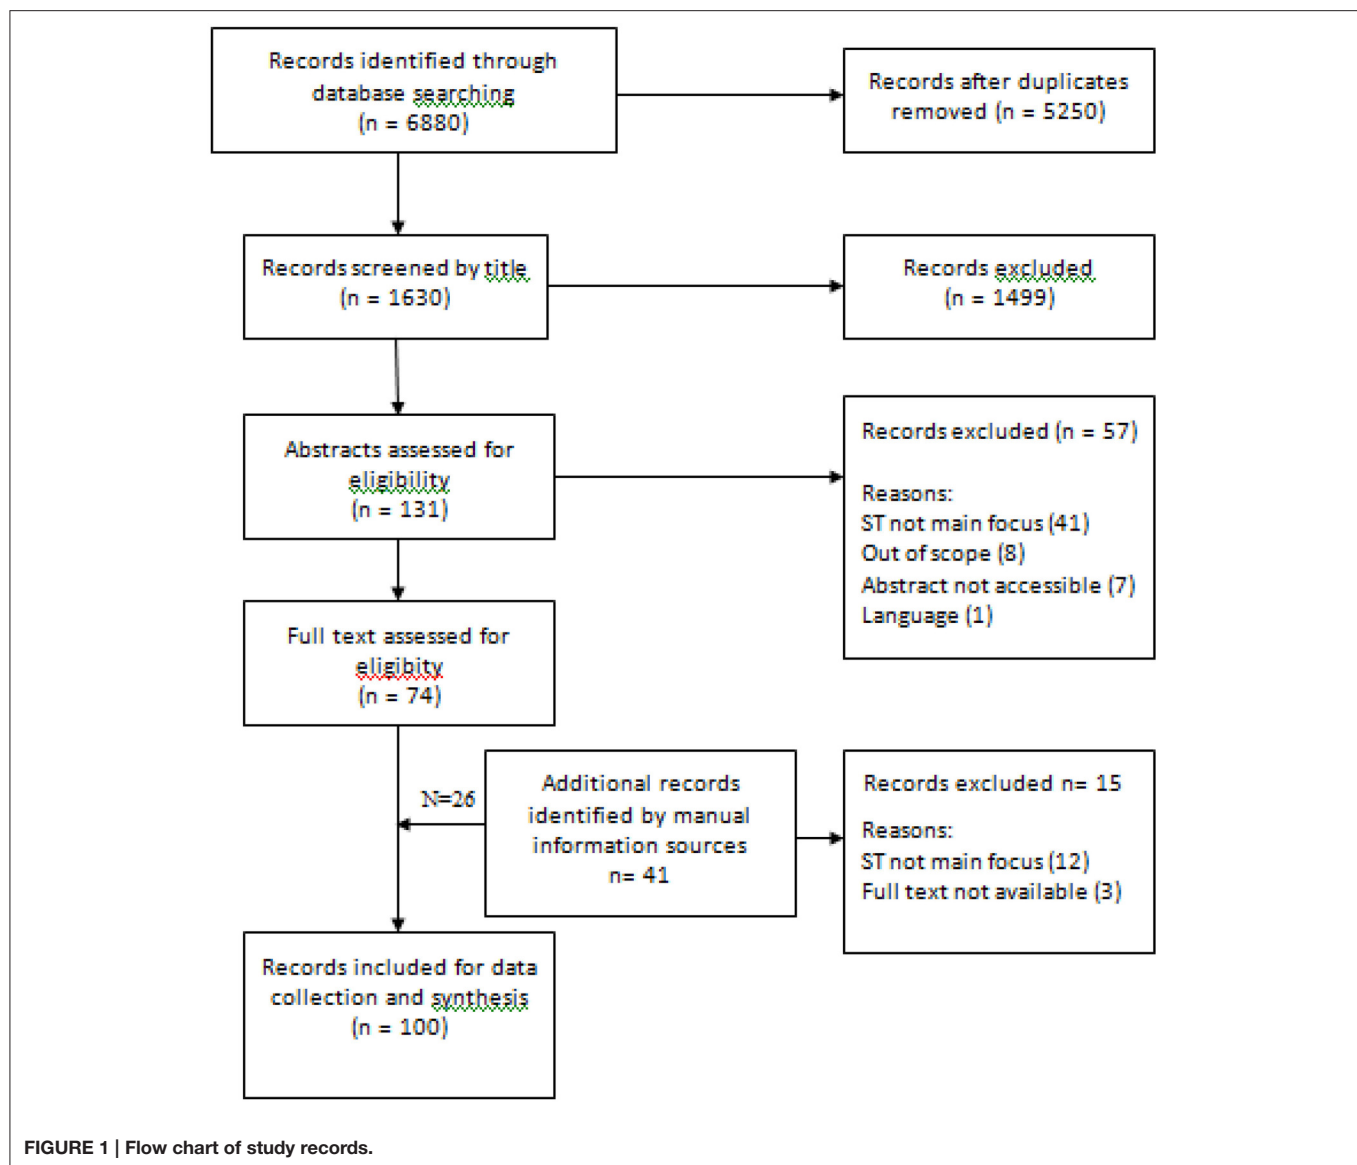 Records identified through
database searching
(n = 6880)
Records after duplicates
removed (n = 5250)
Records screened by title
(n = 1630)
Records excluded
(n = 1499)
Abstracts assessed for
eligibility
(n = 131)
Records excluded (n = 57)
Reasons:
ST not main focus (41)
Out of scope (8)
Abstract not accessible (7)
Language (1)
Full text assessed for
eligibity
(n = 74)
N=26
Additional records
identified by manual
information sources
n= 41
Records excluded n= 15
Reasons:
ST not main focus (12)
Full text not available (3)
Records included for data
collection and synthesis
(n = 100)
FIGURE 1 | Flow chart of study records.